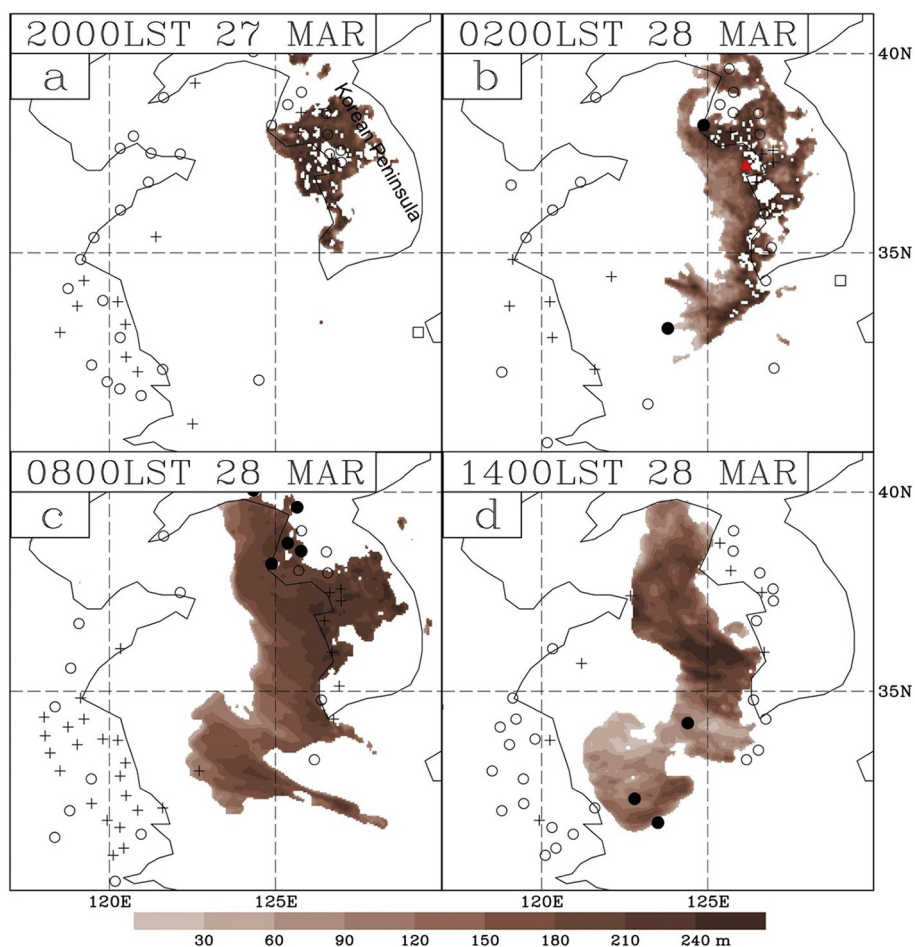 2000LST 27 MAR
0200LST 28 MAR
40N
a
b
Korean Peninsula
35N
0800LST 28 MAR
1400LST 28 MAR
40N
c
d
35N
120E 125E 120E 125E
30 60 90 120 150 180 210 240 m